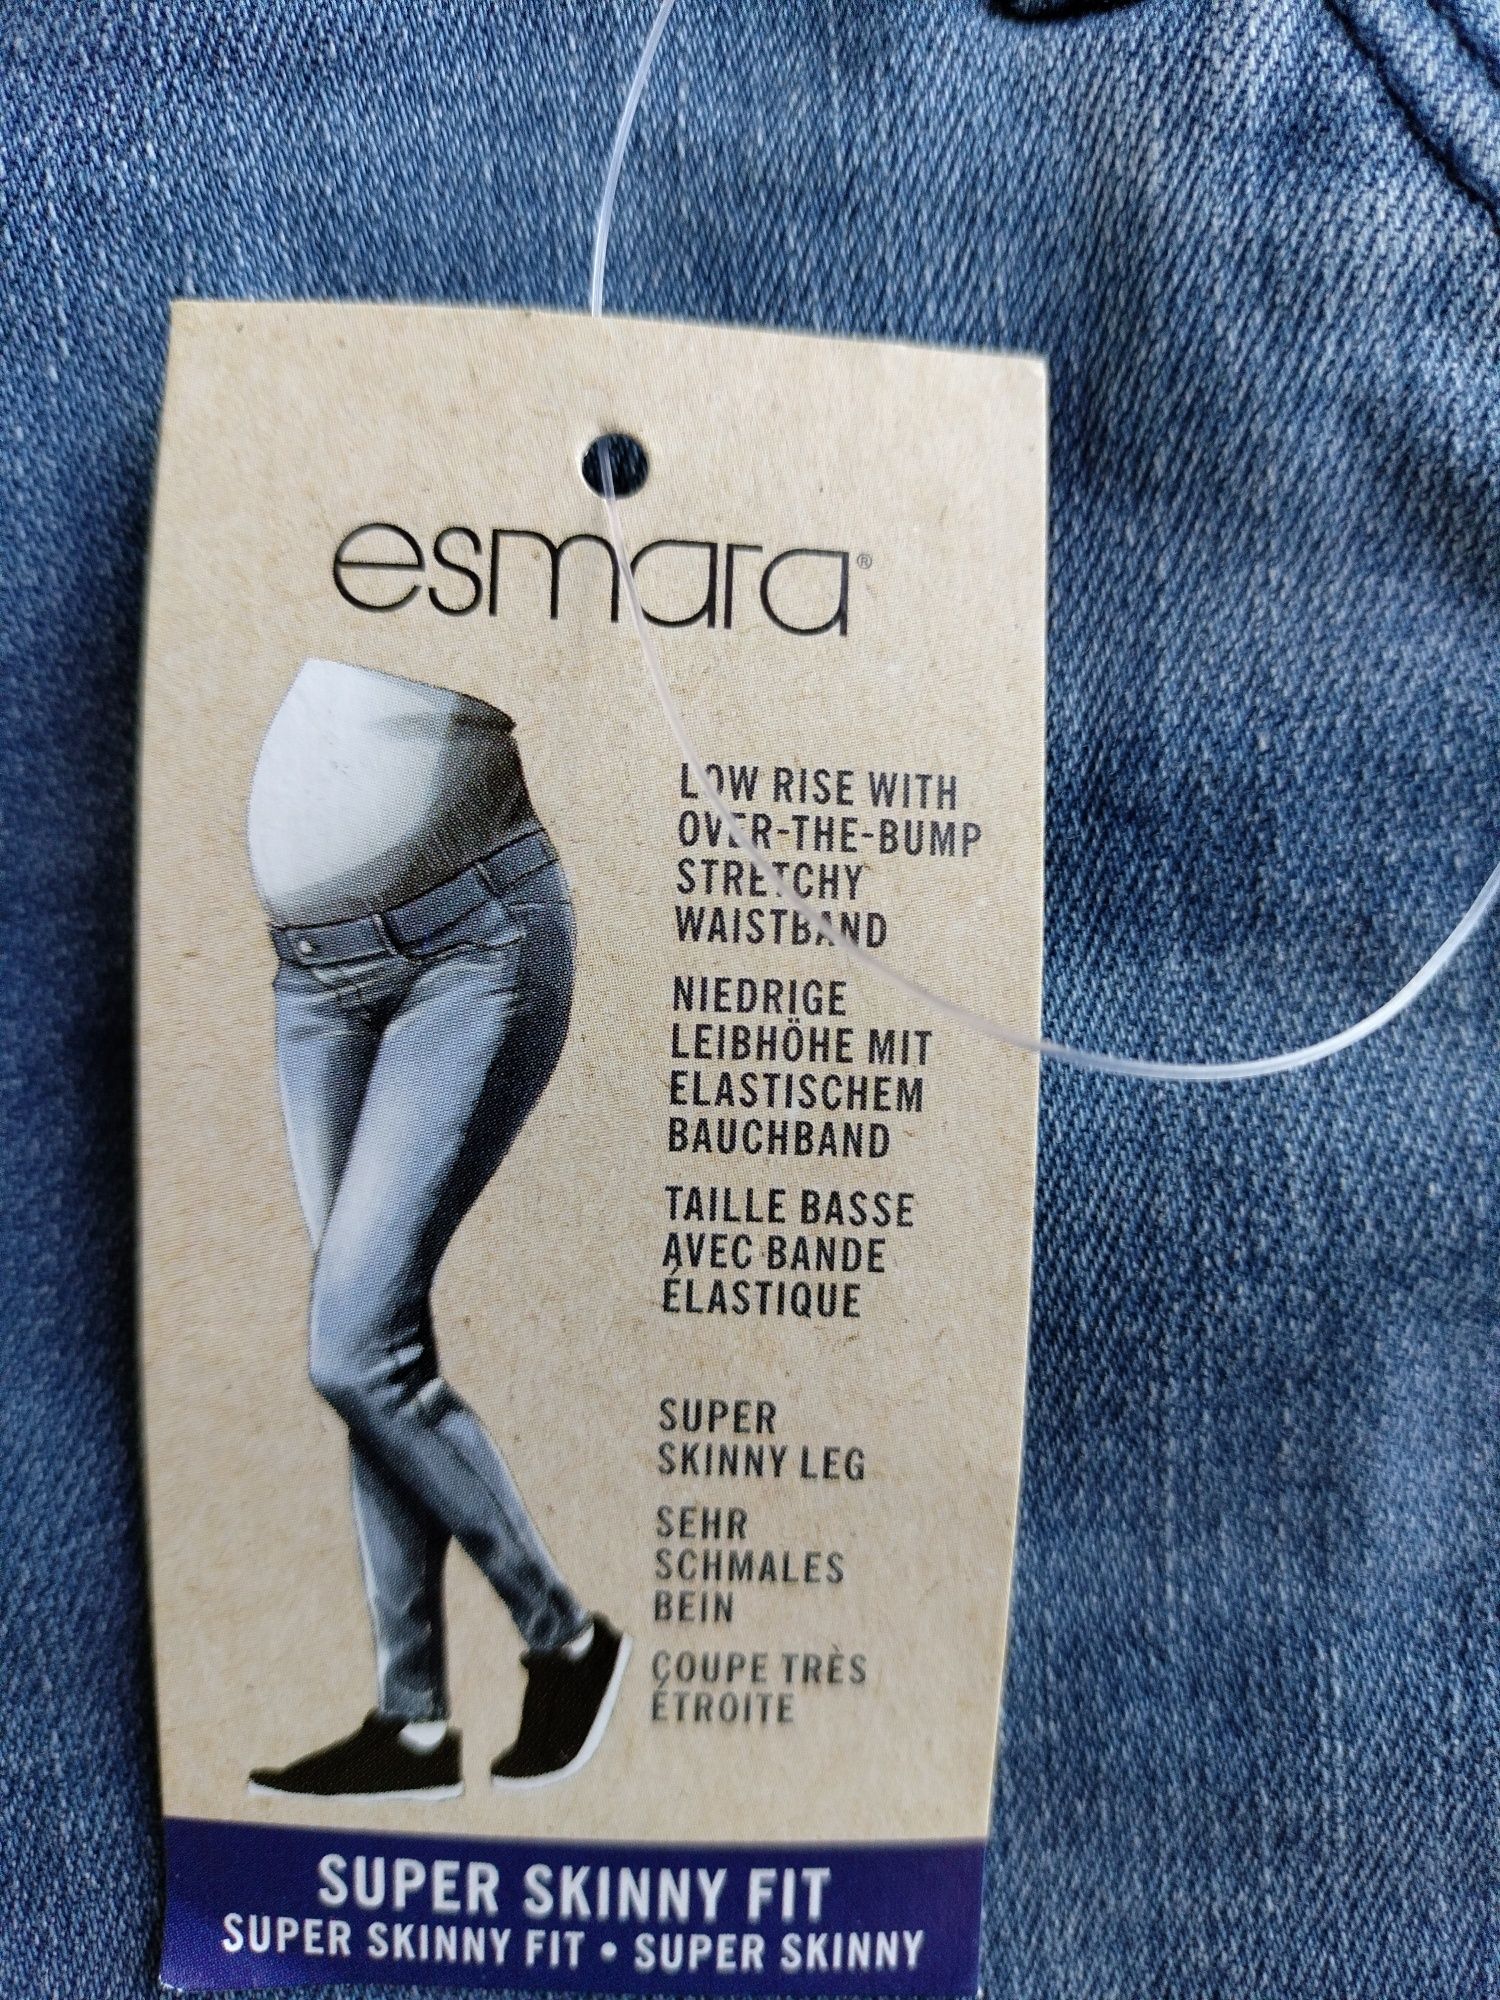 esmara®
LOW RISE WITH
OVER-THE-BUMP
STRETCHY
WAISTBAND
NIEDRIGE
LEIBHÖHE MIT
ELASTISCHEM
BAUCHBAND
TAILLE BASSE
AVEC BANDE
ÉLASTIQUE
SUPER
SKINNY LEG
SEHR
SCHMALES
BEIN
COUPE TRÈS
ÉTROITE
SUPER SKINNY FIT
SUPER SKINNY FIT • SUPER SKINNY